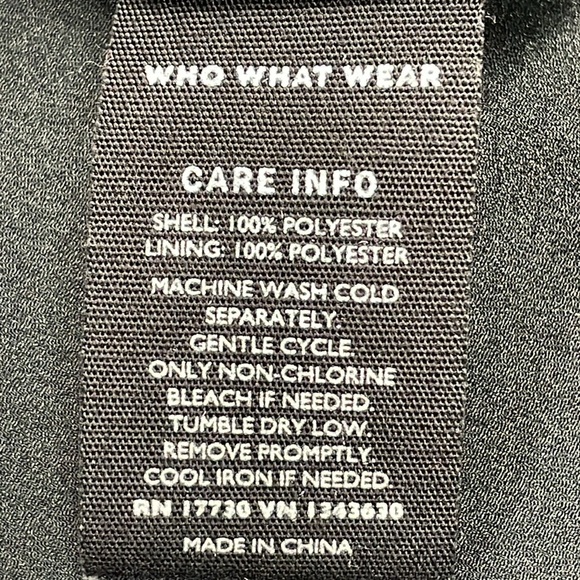 WHO WHAT WEAR
CARE INFO
SHELL: 100% POLYESTER
LINING: 100% POLYESTER
MACHINE WASH COLD
SEPARATELY.
GENTLE CYCLE.
ONLY NON-CHLORINE
BLEACH IF NEEDED.
TUMBLE DRY LOW.
REMOVE PROMPTLY.
COOL IRON IF NEEDED.
RN 17730 VN 1343630
MADE IN CHINA